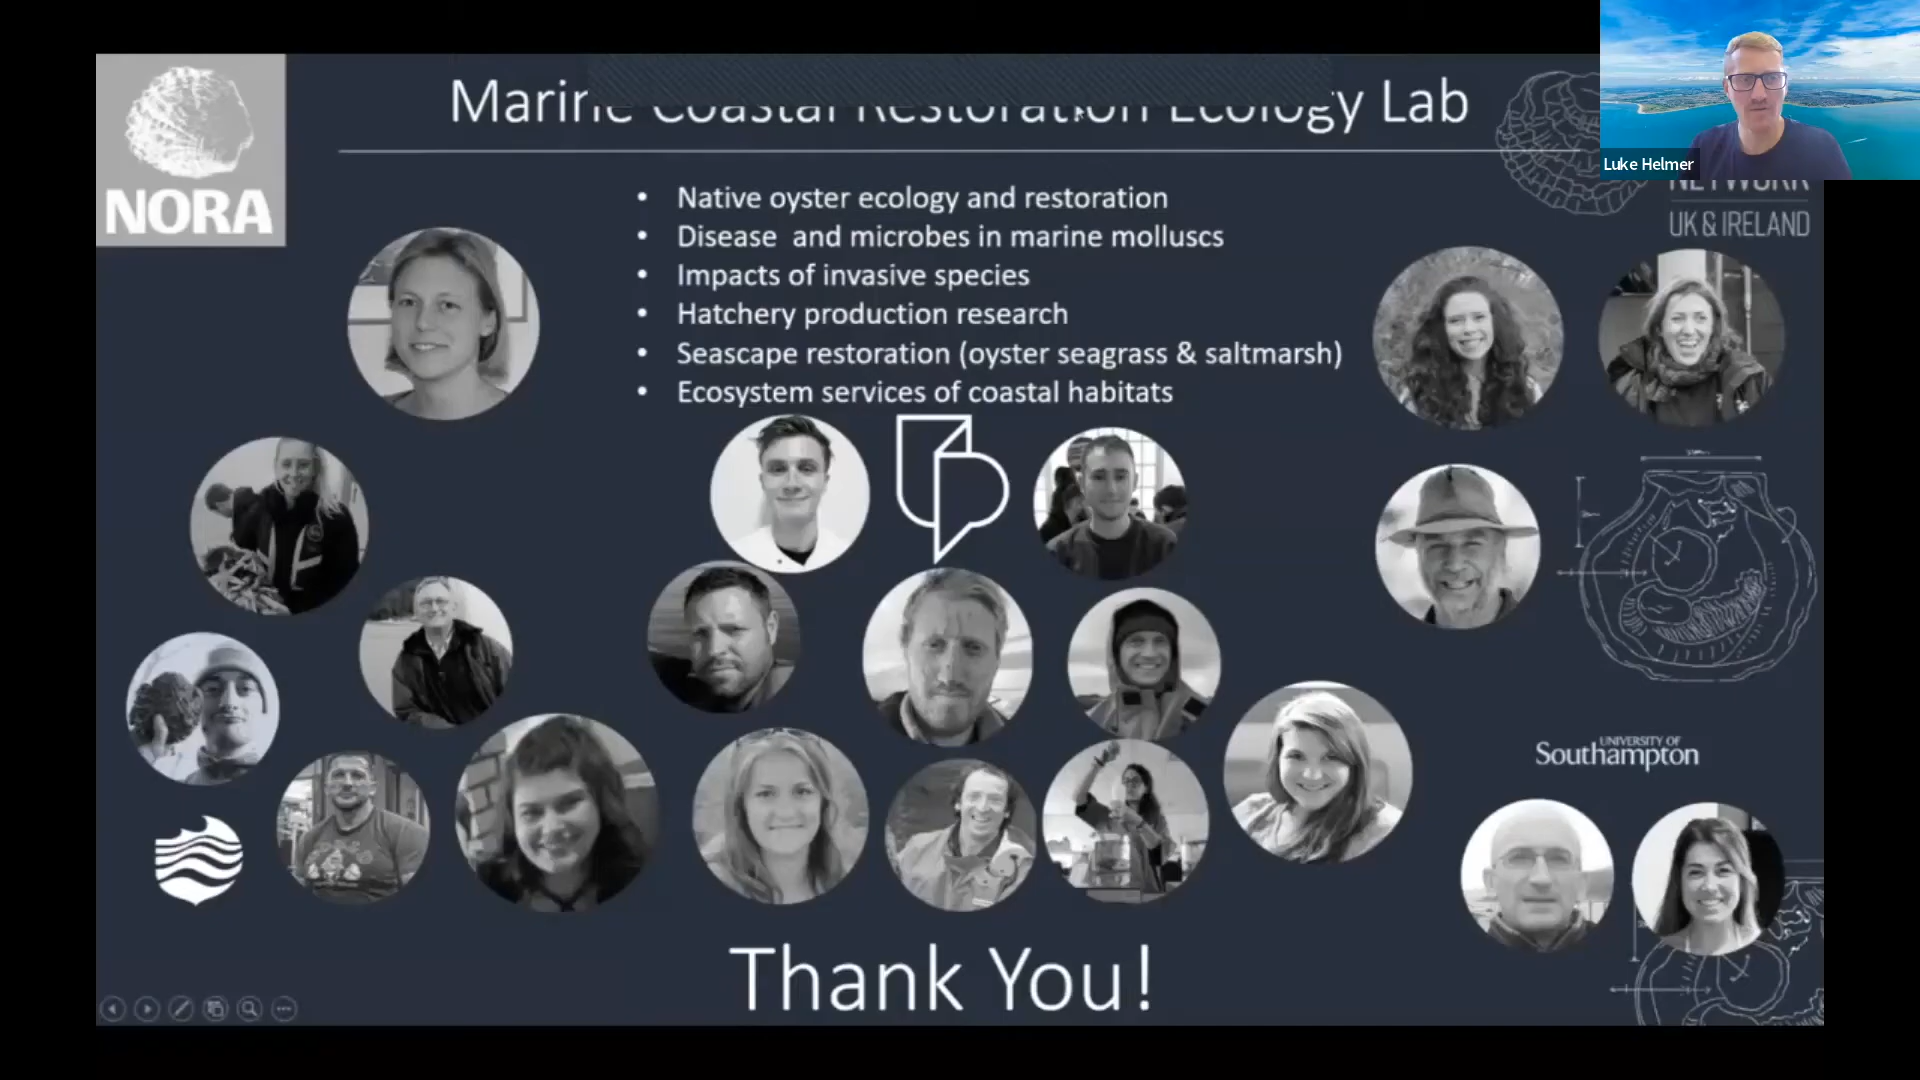 Marine Coastal Restoration Ecology Lab
NORA
Luke Helmer
NETWORK
UK & IRELAND
• Native oyster ecology and restoration
• Disease and microbes in marine molluscs
• Impacts of invasive species
• Hatchery production research
• Seascape restoration (oyster seagrass & saltmarsh)
• Ecosystem services of coastal habitats
UNIVERSITY OF
Southampton
Thank You!